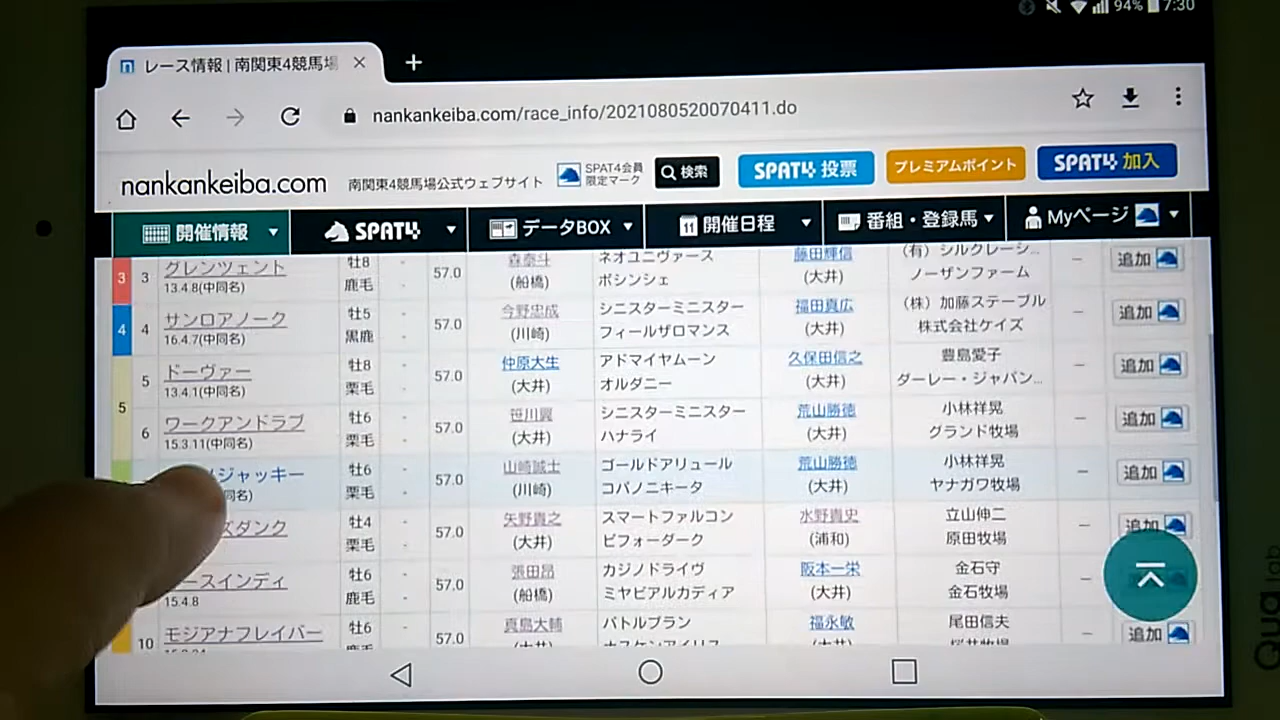 94% 7:30
レース情報 | 南関東4競馬場
nankankeiba.com/race_info/2021080520070411.do
nankankeiba.com 南関東4競馬場公式ウェブサイト SPAT4会員 限定マーク 検索 SPAT4 投票 プレミアムポイント SPAT4 加入
開催情報 SPAT4 データBOX 開催日程 番組・登録馬 Myページ
3 3 グレンツェント 牡8 - 57.0 森泰斗 ネオユニヴァース 藤田輝信 (有) シルクレーシ... - 追加
13.4.8(中同名) 鹿毛 - (船橋) ボシンシェ (大井) ノーザンファーム
4 4 サンロアノーク 牡5 - 57.0 今野忠成 シニスターミニスター 福田真広 (株) 加藤ステーブル - 追加
16.4.7(中同名) 黒鹿 - (川崎) フィールザロマンス (大井) 株式会社ケイズ
5 5 ドーヴァー 牡8 - 57.0 仲原大生 アドマイヤムーン 久保田信之 豊島愛子 - 追加
13.4.1(中同名) 栗毛 - (大井) オルダニー (大井) ダーレー・ジャパン...
6 ワークアンドラブ 牡6 - 57.0 笹川翼 シニスターミニスター 荒山勝徳 小林祥晃 - 追加
15.3.11(中同名) 栗毛 - (大井) ハナライ (大井) グランド牧場
ジャッキー 牡6 - 57.0 山崎誠士 ゴールドアリュール 荒山勝徳 小林祥晃 - 追加
同名) 栗毛 - (川崎) コパノニキータ (大井) ヤナガワ牧場
ズダンク 牡4 - 57.0 矢野貴之 スマートファルコン 水野貴史 立山伸二 - 追加
栗毛 - (大井) ビフォーダーク (浦和) 原田牧場
ースインディ 牡6 - 57.0 張田昂 カジノドライヴ 阪本一栄 金石守 -
15.4.8 鹿毛 - (船橋) ミヤビアルカディア (大井) 金石牧場
10 モジアナフレイバー 牡6 - 57.0 真島大輔 バトルプラン 福永敏 尾田信夫 - 追加
Qua tab